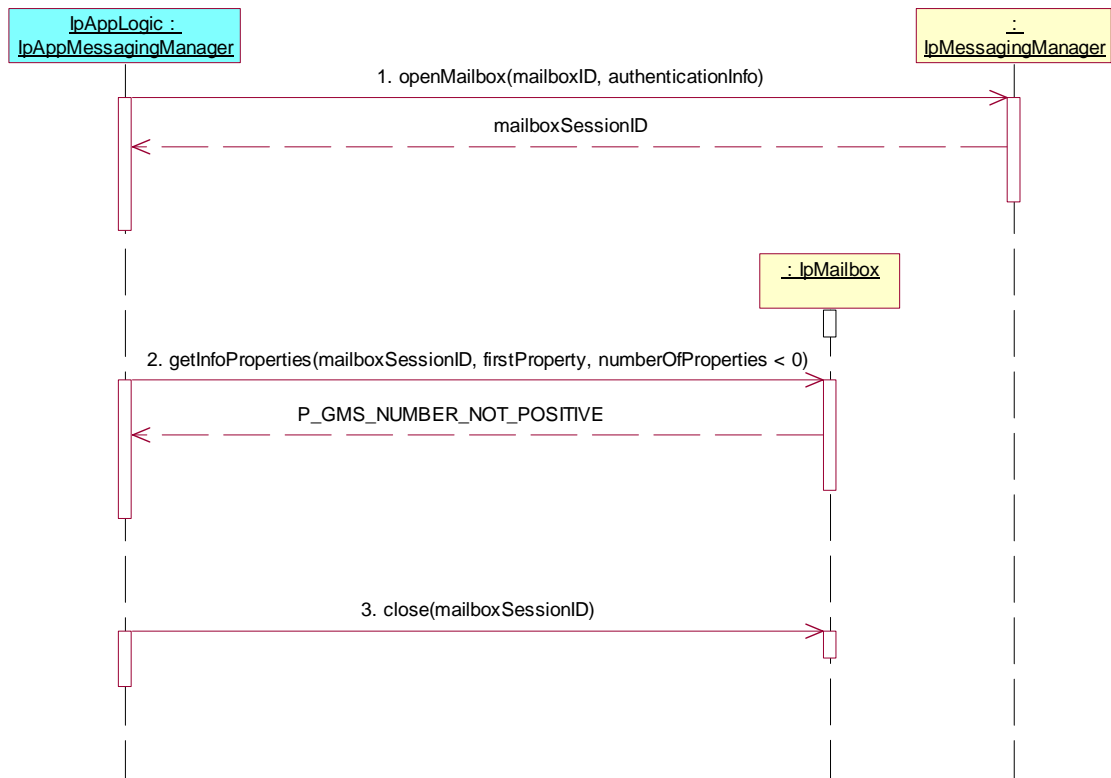 IpAppLogic :
IpAppMessagingManager
:
IpMessagingManager
1. openMailbox(mailboxID, authenticationInfo)
mailboxSessionID
: IpMailbox
2. getInfoProperties(mailboxSessionID, firstProperty, numberOfProperties < 0)
P_GMS_NUMBER_NOT_POSITIVE
3. close(mailboxSessionID)